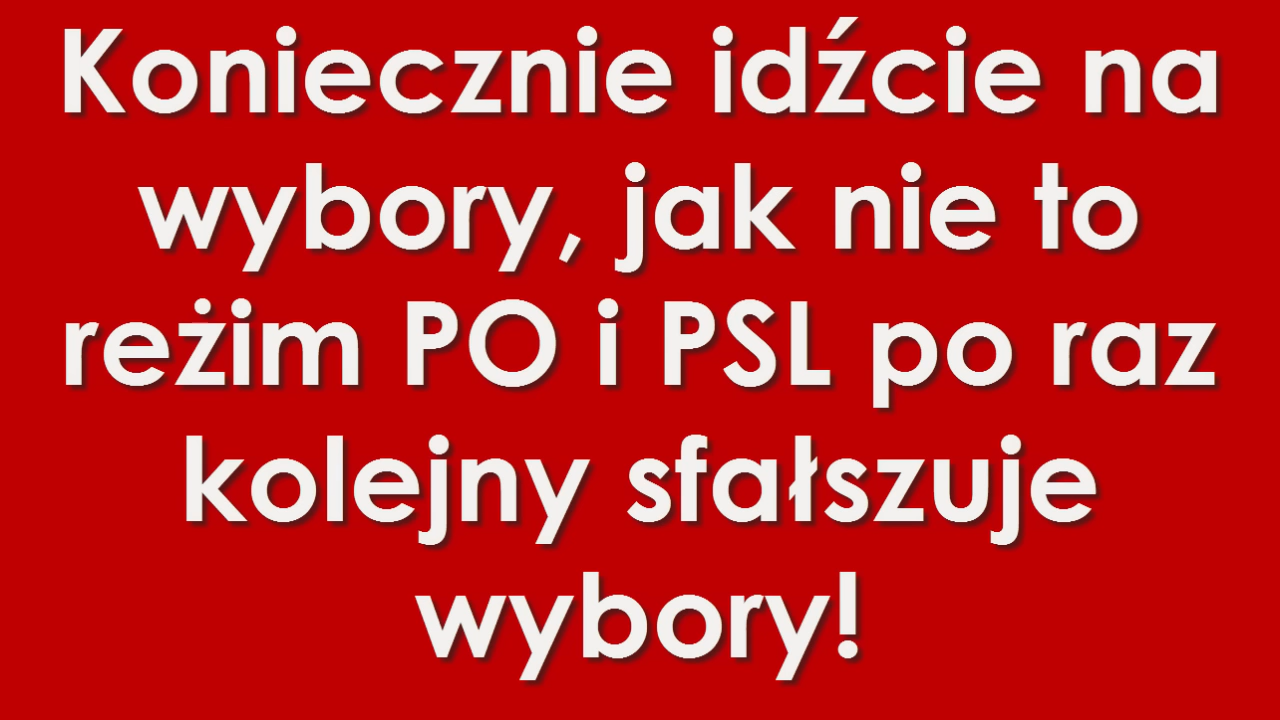 Koniecznie idźcie na
wybory, jak nie to
reżim PO i PSL po raz
kolejny sfałszuje
wybory!